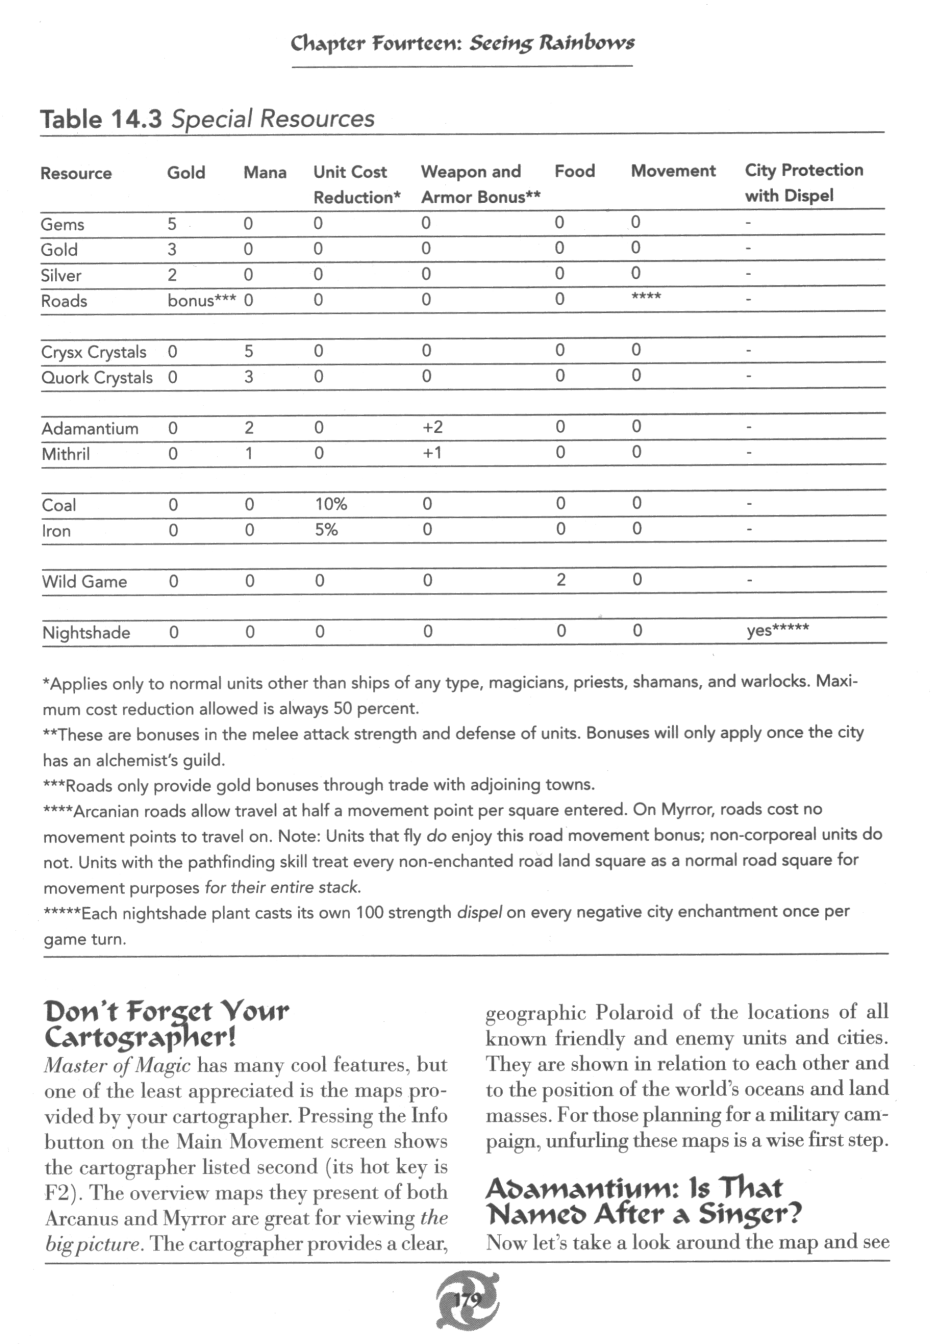 Chapter Fourteen: Seeing Rainbows
Table 14.3 Special Resources
Resource Gold Mana Unit Cost Reduction* Weapon and Armor Bonus** Food Movement City Protection with Dispel
Gems 5 0 0 0 0 0 -
Gold 3 0 0 0 0 0 -
Silver 2 0 0 0 0 0 -
Roads bonus*** 0 0 0 0 **** -
Crysx Crystals 0 5 0 0 0 0 -
Quork Crystals 0 3 0 0 0 0 -
Adamantium 0 2 0 +2 0 0 -
Mithril 0 1 0 +1 0 0 -
Coal 0 0 10% 0 0 0 -
Iron 0 0 5% 0 0 0 -
Wild Game 0 0 0 0 2 0 -
Nightshade 0 0 0 0 0 0 yes*****
*Applies only to normal units other than ships of any type, magicians, priests, shamans, and warlocks. Maxi-
mum cost reduction allowed is always 50 percent.
**These are bonuses in the melee attack strength and defense of units. Bonuses will only apply once the city
has an alchemist's guild.
***Roads only provide gold bonuses through trade with adjoining towns.
****Arcanian roads allow travel at half a movement point per square entered. On Myrror, roads cost no
movement points to travel on. Note: Units that fly do enjoy this road movement bonus; non-corporeal units do
not. Units with the pathfinding skill treat every non-enchanted road land square as a normal road square for
movement purposes for their entire stack.
*****Each nightshade plant casts its own 100 strength dispel on every negative city enchantment once per
game turn.
Don't Forget Your
Cartographer!
Master of Magic has many cool features, but
one of the least appreciated is the maps pro-
vided by your cartographer. Pressing the Info
button on the Main Movement screen shows
the cartographer listed second (its hot key is
F2). The overview maps they present of both
Arcanus and Myrror are great for viewing the
big picture. The cartographer provides a clear,
geographic Polaroid of the locations of all
known friendly and enemy units and cities.
They are shown in relation to each other and
to the position of the world's oceans and land
masses. For those planning for a military cam-
paign, unfurling these maps is a wise first step.
Adamantium: Is That
Named After a Singer?
Now let's take a look around the map and see
179